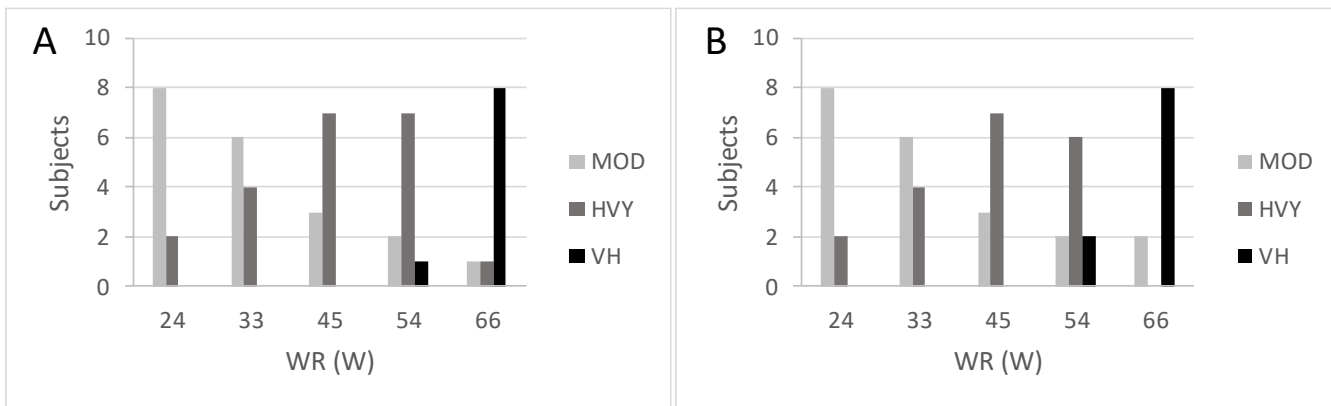 A
10
8
6
4
2
0
Subjects
24 33 45 54 66
WR (W)
MOD
HVY
VH
B
10
8
6
4
2
0
Subjects
24 33 45 54 66
WR (W)
MOD
HVY
VH